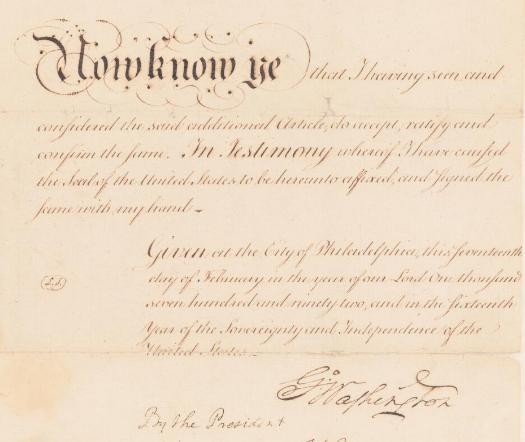 Now know ye that I having seen and
considered the said additional Article, do accept, ratify and
confirm the same. In Testimony whereof I have caused
the Seal of the United States to be hereunto affixed, and signed the
same with my hand -
Given at the City of Philadelphia, this seventeenth
day of February in the year of our Lord One thousand
seven hundred and ninety two, and in the sixteenth
Year of the Sovereignty and Independence of the
United States -
L.S.
Go Washington
By the President